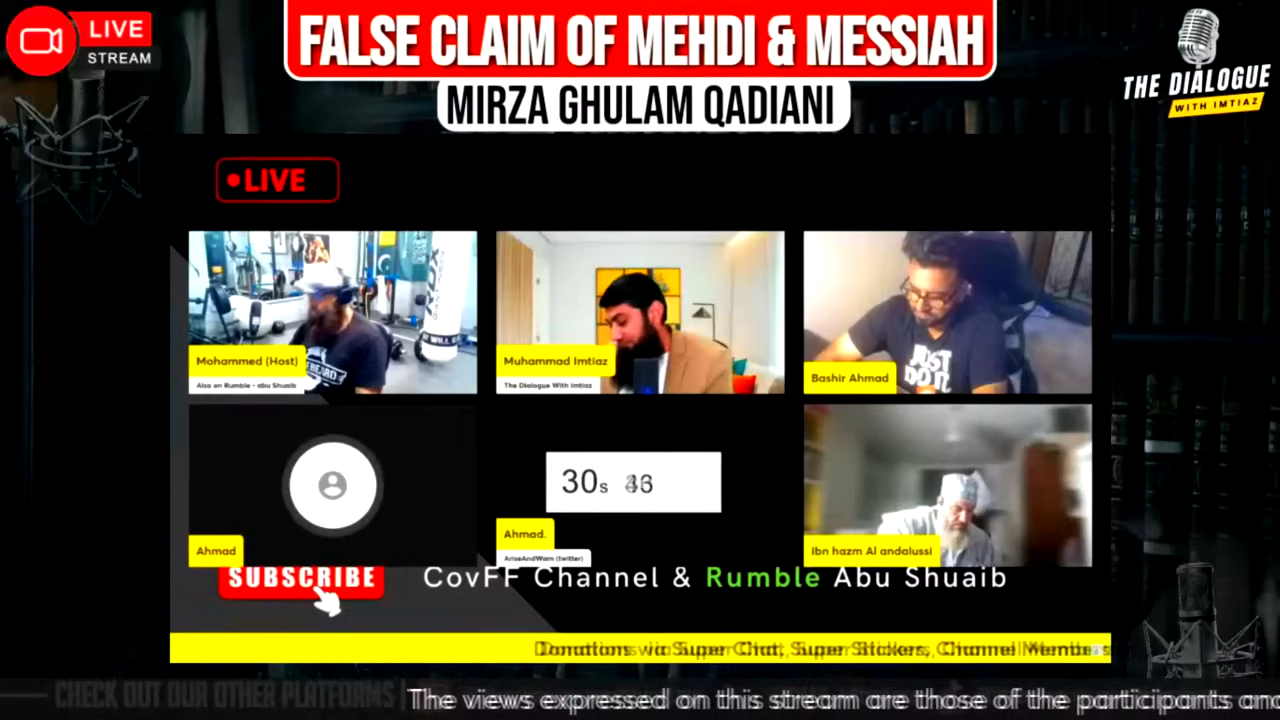 LIVE
STREAM
FALSE CLAIM OF MEHDI & MESSIAH
MIRZA GHULAM QADIANI
THE DIALOGUE
WITH IMTIAZ
LIVE
Mohammed (Host)
Also on Rumble - abu Shuaib
Muhammad Imtiaz
The Dialogue With Imtiaz
JUST
DO IT.
Bashir Ahmad
Ahmad
30s
Ahmad.
AriseAndWarn (twitter)
Ibn hazm Al andalussi
SUBSCRIBE
CovFF Channel & Rumble Abu Shuaib
Donations via Super Chat, Super Stickers, Channel
CHECK OUT OUR OTHER PLATFORMS |
The views expressed on this stream are those of the participants and